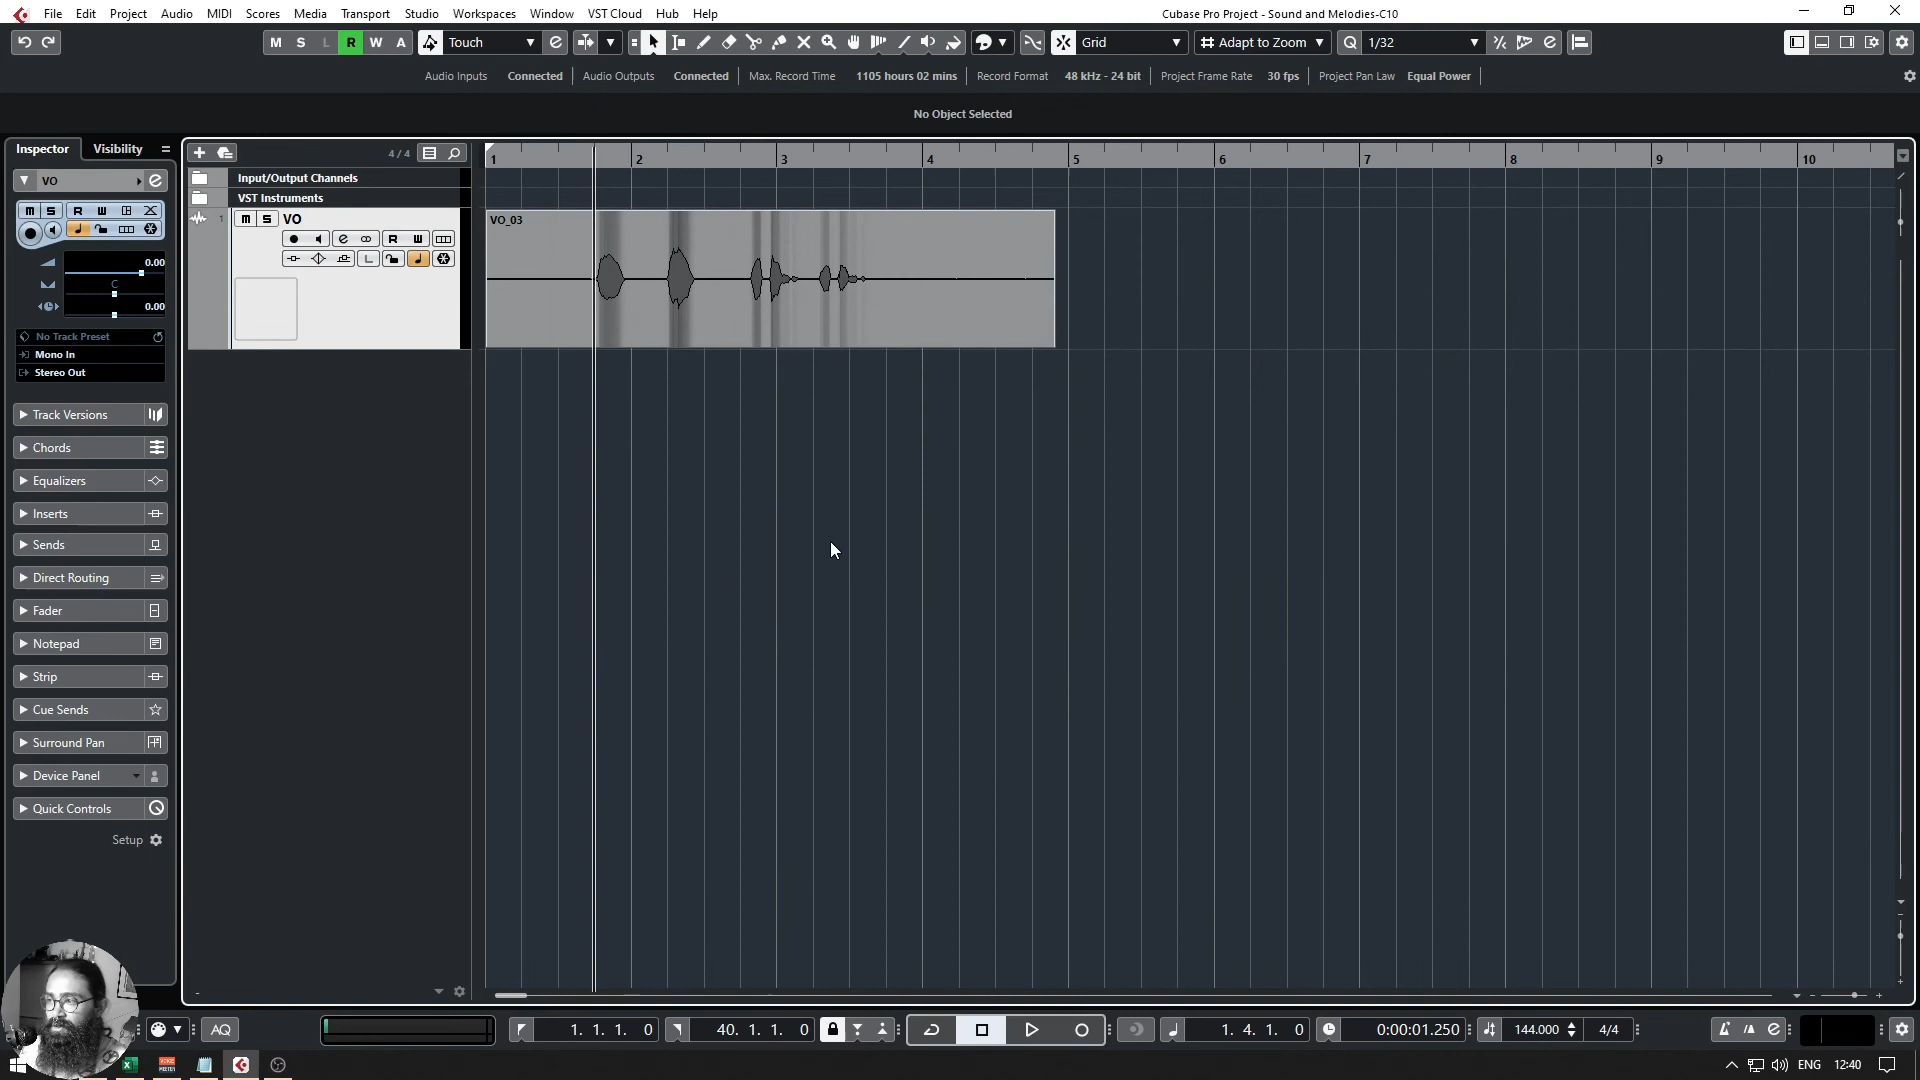 File Edit Project Audio MIDI Scores Media Transport Studio Workspaces Window VST Cloud Hub Help
Cubase Pro Project - Sound and Melodies-C10
M S L R W A Touch Grid Adapt to Zoom Q 1/32
Audio Inputs Connected Audio Outputs Connected Max. Record Time 1105 hours 02 mins Record Format 48 kHz - 24 bit Project Frame Rate 30 fps Project Pan Law Equal Power
No Object Selected
Inspector Visibility
4 / 4
1 2 3 4 5 6 7 8 9 10
Input/Output Channels
VST Instruments
VO
1 m S VO
VO_03
m S R W
R W
L
0.00
C
0.00
No Track Preset
Mono In
Stereo Out
Track Versions
Chords
Equalizers
Inserts
Sends
Direct Routing
Fader
Notepad
Strip
Cue Sends
Surround Pan
Device Panel
Quick Controls
Setup
AQ
1. 1. 1. 0
40. 1. 1. 0
1. 4. 1. 0
0:00:01.250
144.000
4/4
ENG 12:40